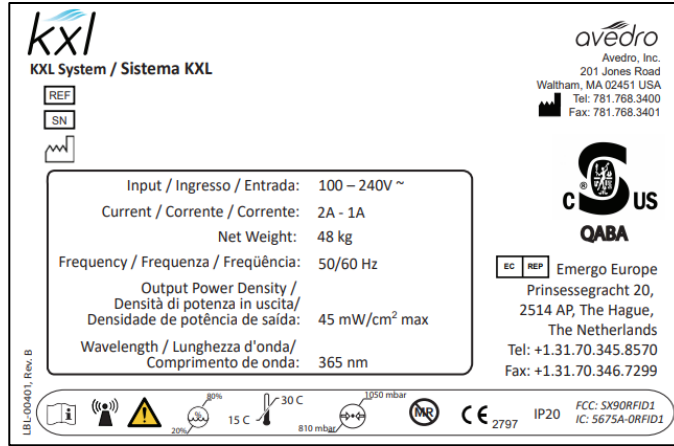 kxl
KXL System / Sistema KXL
REF
SN
avedro
Avedro, Inc.
201 Jones Road
Waltham, MA 02451 USA
Tel: 781.768.3400
Fax: 781.768.3401
Input / Ingresso / Entrada: 100 – 240V ~
Current / Corrente / Corrente: 2A - 1A
Net Weight: 48 kg
Frequency / Frequenza / Freqüência: 50/60 Hz
Output Power Density /
Densità di potenza in uscita/
Densidade de potência de saída: 45 mW/cm² max
Wavelength / Lunghezza d'onda/
Comprimento de onda: 365 nm
® C S US
QABA
EC REP Emergo Europe
Prinsessegracht 20,
2514 AP, The Hague,
The Netherlands
Tel: +1.31.70.345.8570
Fax: +1.31.70.346.7299
LBL-00401, Rev. B
i
20% 80%
15 C 30 C
810 mbar 1050 mbar
MR
CE 2797
IP20
FCC: SX90RFID1
IC: 5675A-0RFID1